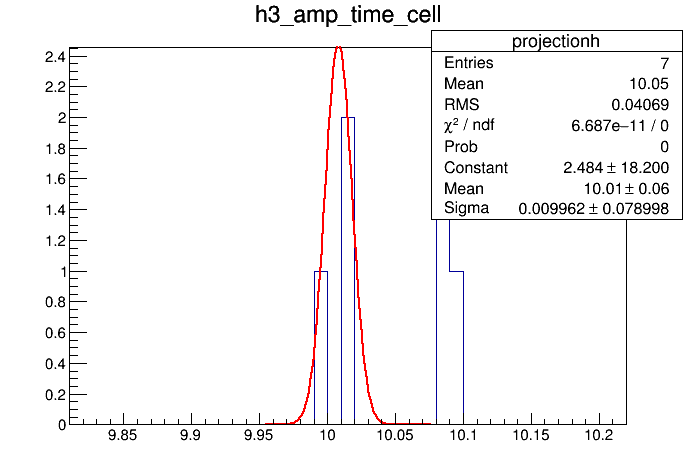 h3_amp_time_cell
projectionh
Entries 7
Mean 10.05
RMS 0.04069
χ² / ndf 6.687e−11 / 0
Prob 0
Constant 2.484 ± 18.200
Mean 10.01 ± 0.06
Sigma 0.009962 ± 0.078998
2.4
2.2
2
1.8
1.6
1.4
1.2
1
0.8
0.6
0.4
0.2
0
9.85 9.9 9.95 10 10.05 10.1 10.15 10.2